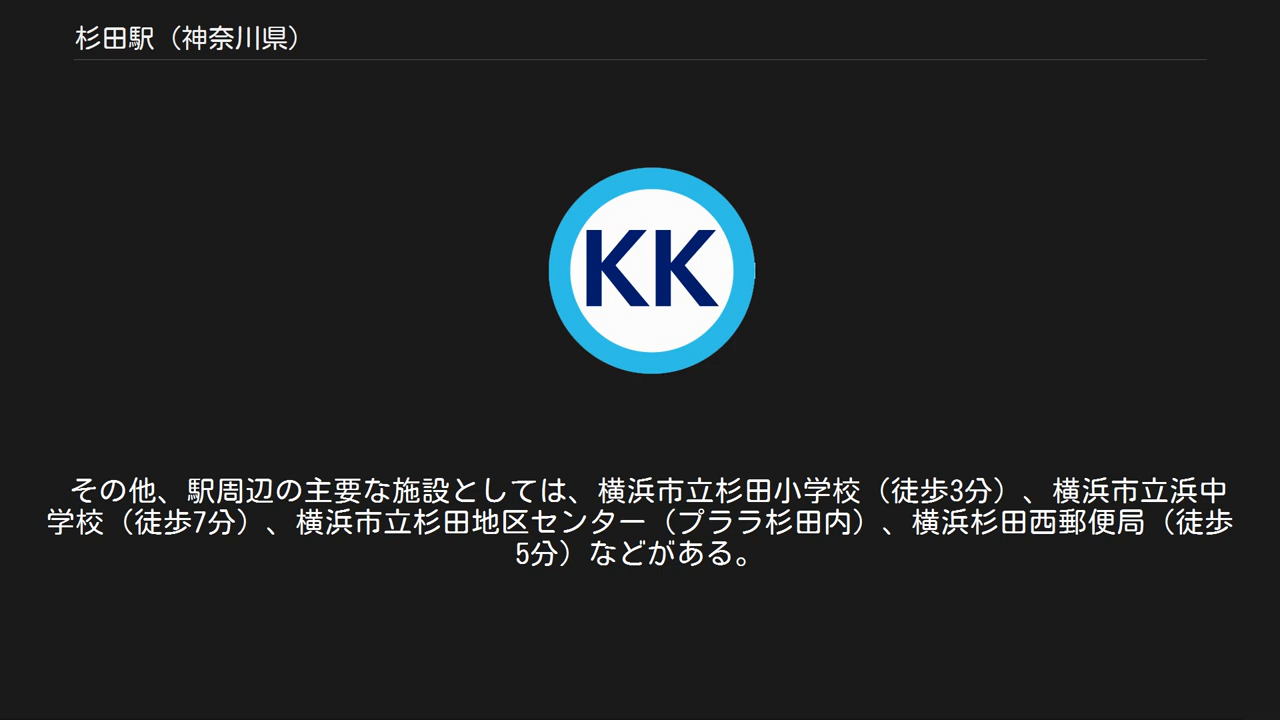 杉田駅（神奈川県）
KK
その他、駅周辺の主要な施設としては、横浜市立杉田小学校（徒歩3分）、横浜市立浜中
学校（徒歩7分）、横浜市立杉田地区センター（プララ杉田内）、横浜杉田西郵便局（徒歩
5分）などがある。